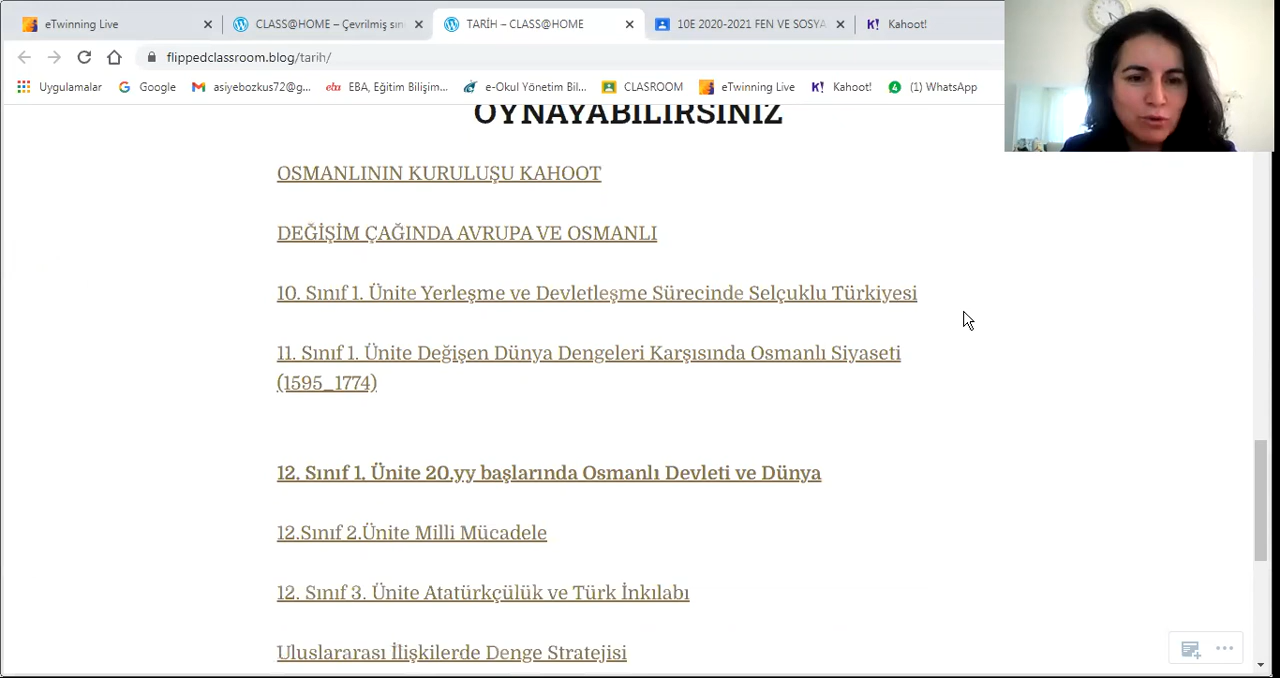 eTwinning Live
CLASS@HOME – Çevrilmiş sın
TARİH – CLASS@HOME
10E 2020-2021 FEN VE SOSYA
K! Kahoot!
flippedclassroom.blog/tarih/
Uygulamalar
Google
asiyebozkus72@g...
eba EBA, Eğitim Bilişim...
e-Okul Yönetim Bil...
CLASROOM
eTwinning Live
K! Kahoot!
(1) WhatsApp
OYNAYABİLİRSİNİZ
OSMANLININ KURULUŞU KAHOOT
DEĞİŞİM ÇAĞINDA AVRUPA VE OSMANLI
10. Sınıf 1. Ünite Yerleşme ve Devletleşme Sürecinde Selçuklu Türkiyesi
11. Sınıf 1. Ünite Değişen Dünya Dengeleri Karşısında Osmanlı Siyaseti
(1595_1774)
12. Sınıf 1. Ünite 20.yy başlarında Osmanlı Devleti ve Dünya
12.Sınıf 2.Ünite Milli Mücadele
12. Sınıf 3. Ünite Atatürkçülük ve Türk İnkılabı
Uluslararası İlişkilerde Denge Stratejisi